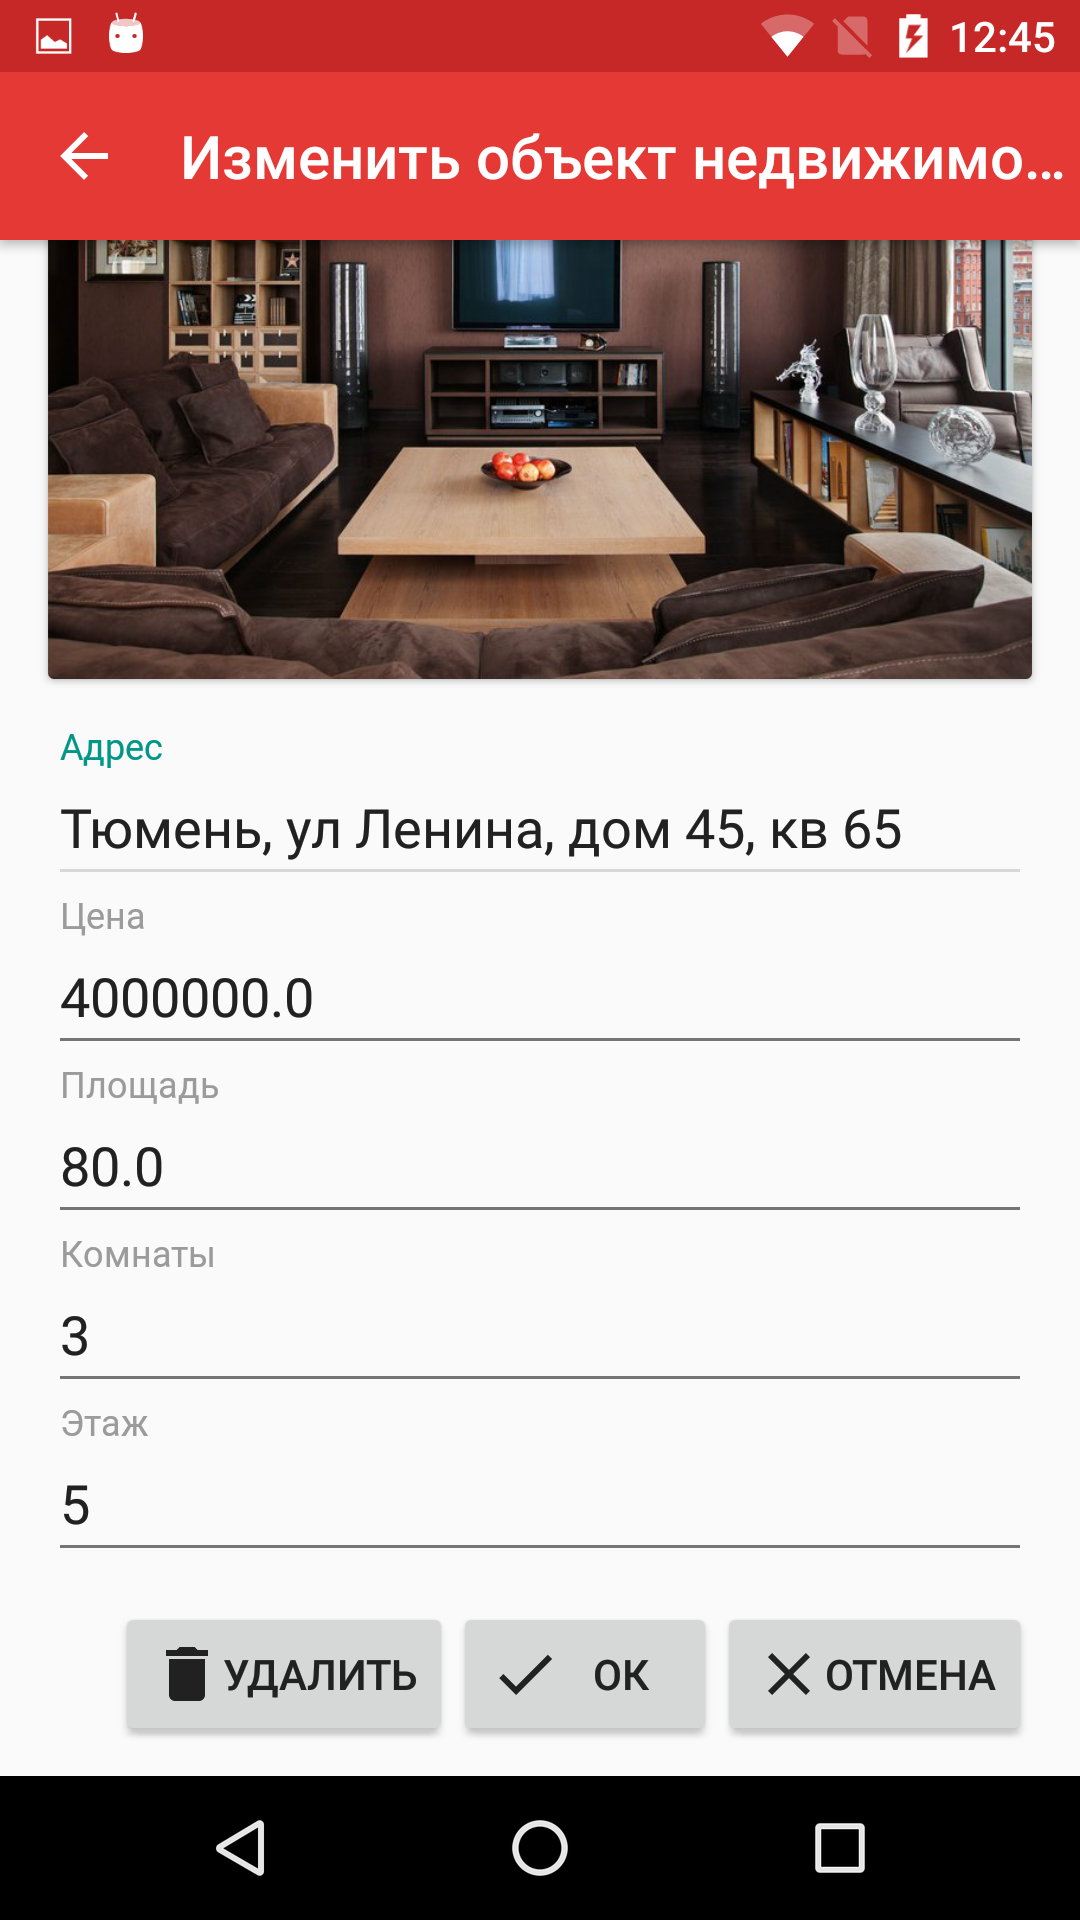 12:45
Изменить объект недвижимо...
Адрес
Тюмень, ул Ленина, дом 45, кв 65
Цена
4000000.0
Площадь
80.0
Комнаты
3
Этаж
5
УДАЛИТЬ
ОК
ОТМЕНА